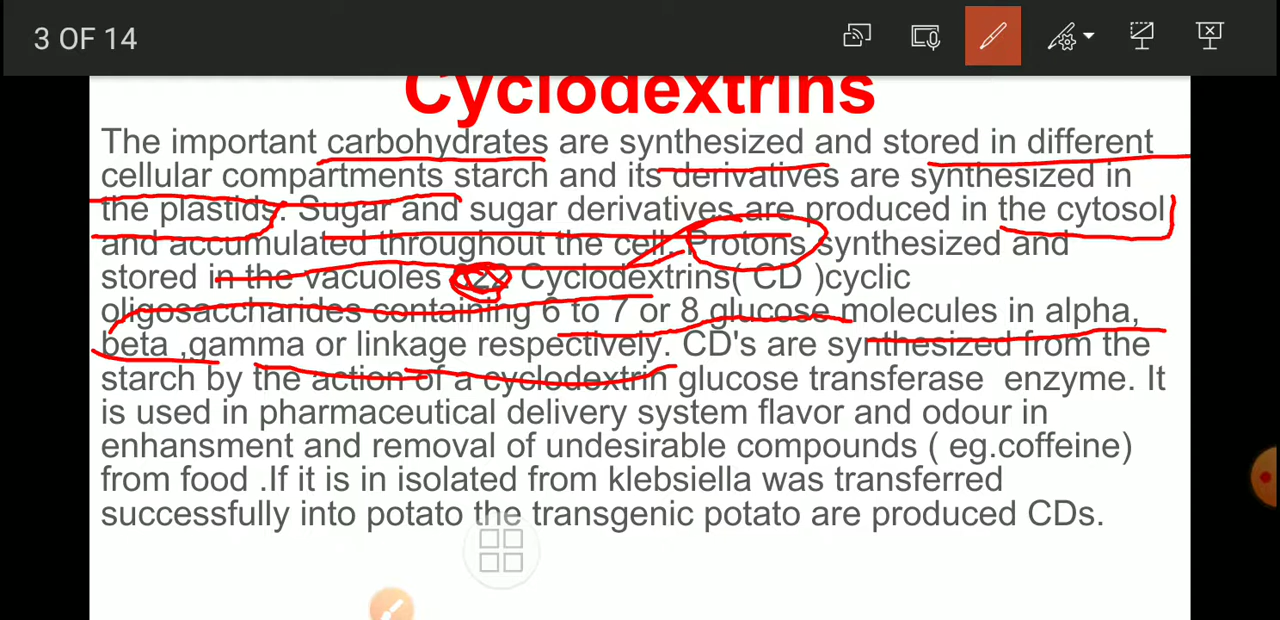 3 OF 14
Cyclodextrins
The important carbohydrates are synthesized and stored in different
cellular compartments starch and its derivatives are synthesized in
the plastids. Sugar and sugar derivatives are produced in the cytosol
and accumulated throughout the cell. Protons synthesized and
stored in the vacuoles Cyclodextrins( CD )cyclic
oligosaccharides containing 6 to 7 or 8 glucose molecules in alpha,
beta ,gamma or linkage respectively. CD's are synthesized from the
starch by the action of a cyclodextrin glucose transferase enzyme. It
is used in pharmaceutical delivery system flavor and odour in
enhansment and removal of undesirable compounds ( eg.coffeine)
from food .If it is in isolated from klebsiella was transferred
successfully into potato the transgenic potato are produced CDs.